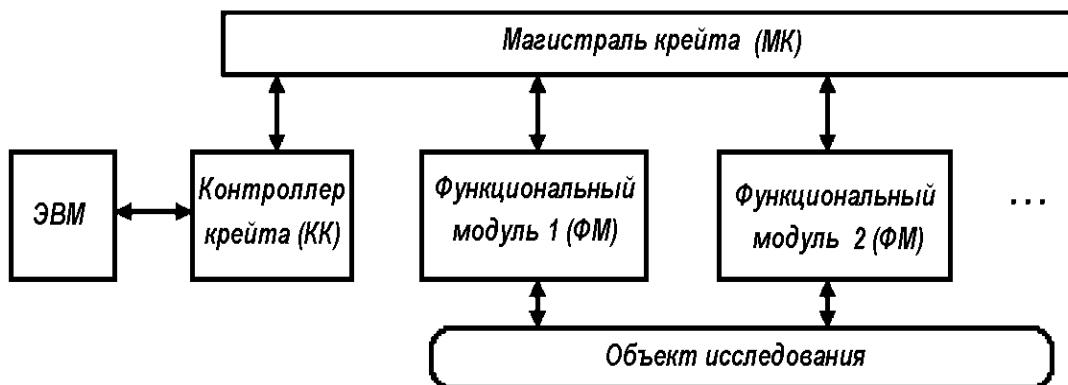 Магистраль крейта (МК)
ЭВМ
Контроллер
крейта (КК)
Функциональный
модуль 1 (ФМ)
Функциональный
модуль 2 (ФМ)
...
Объект исследования